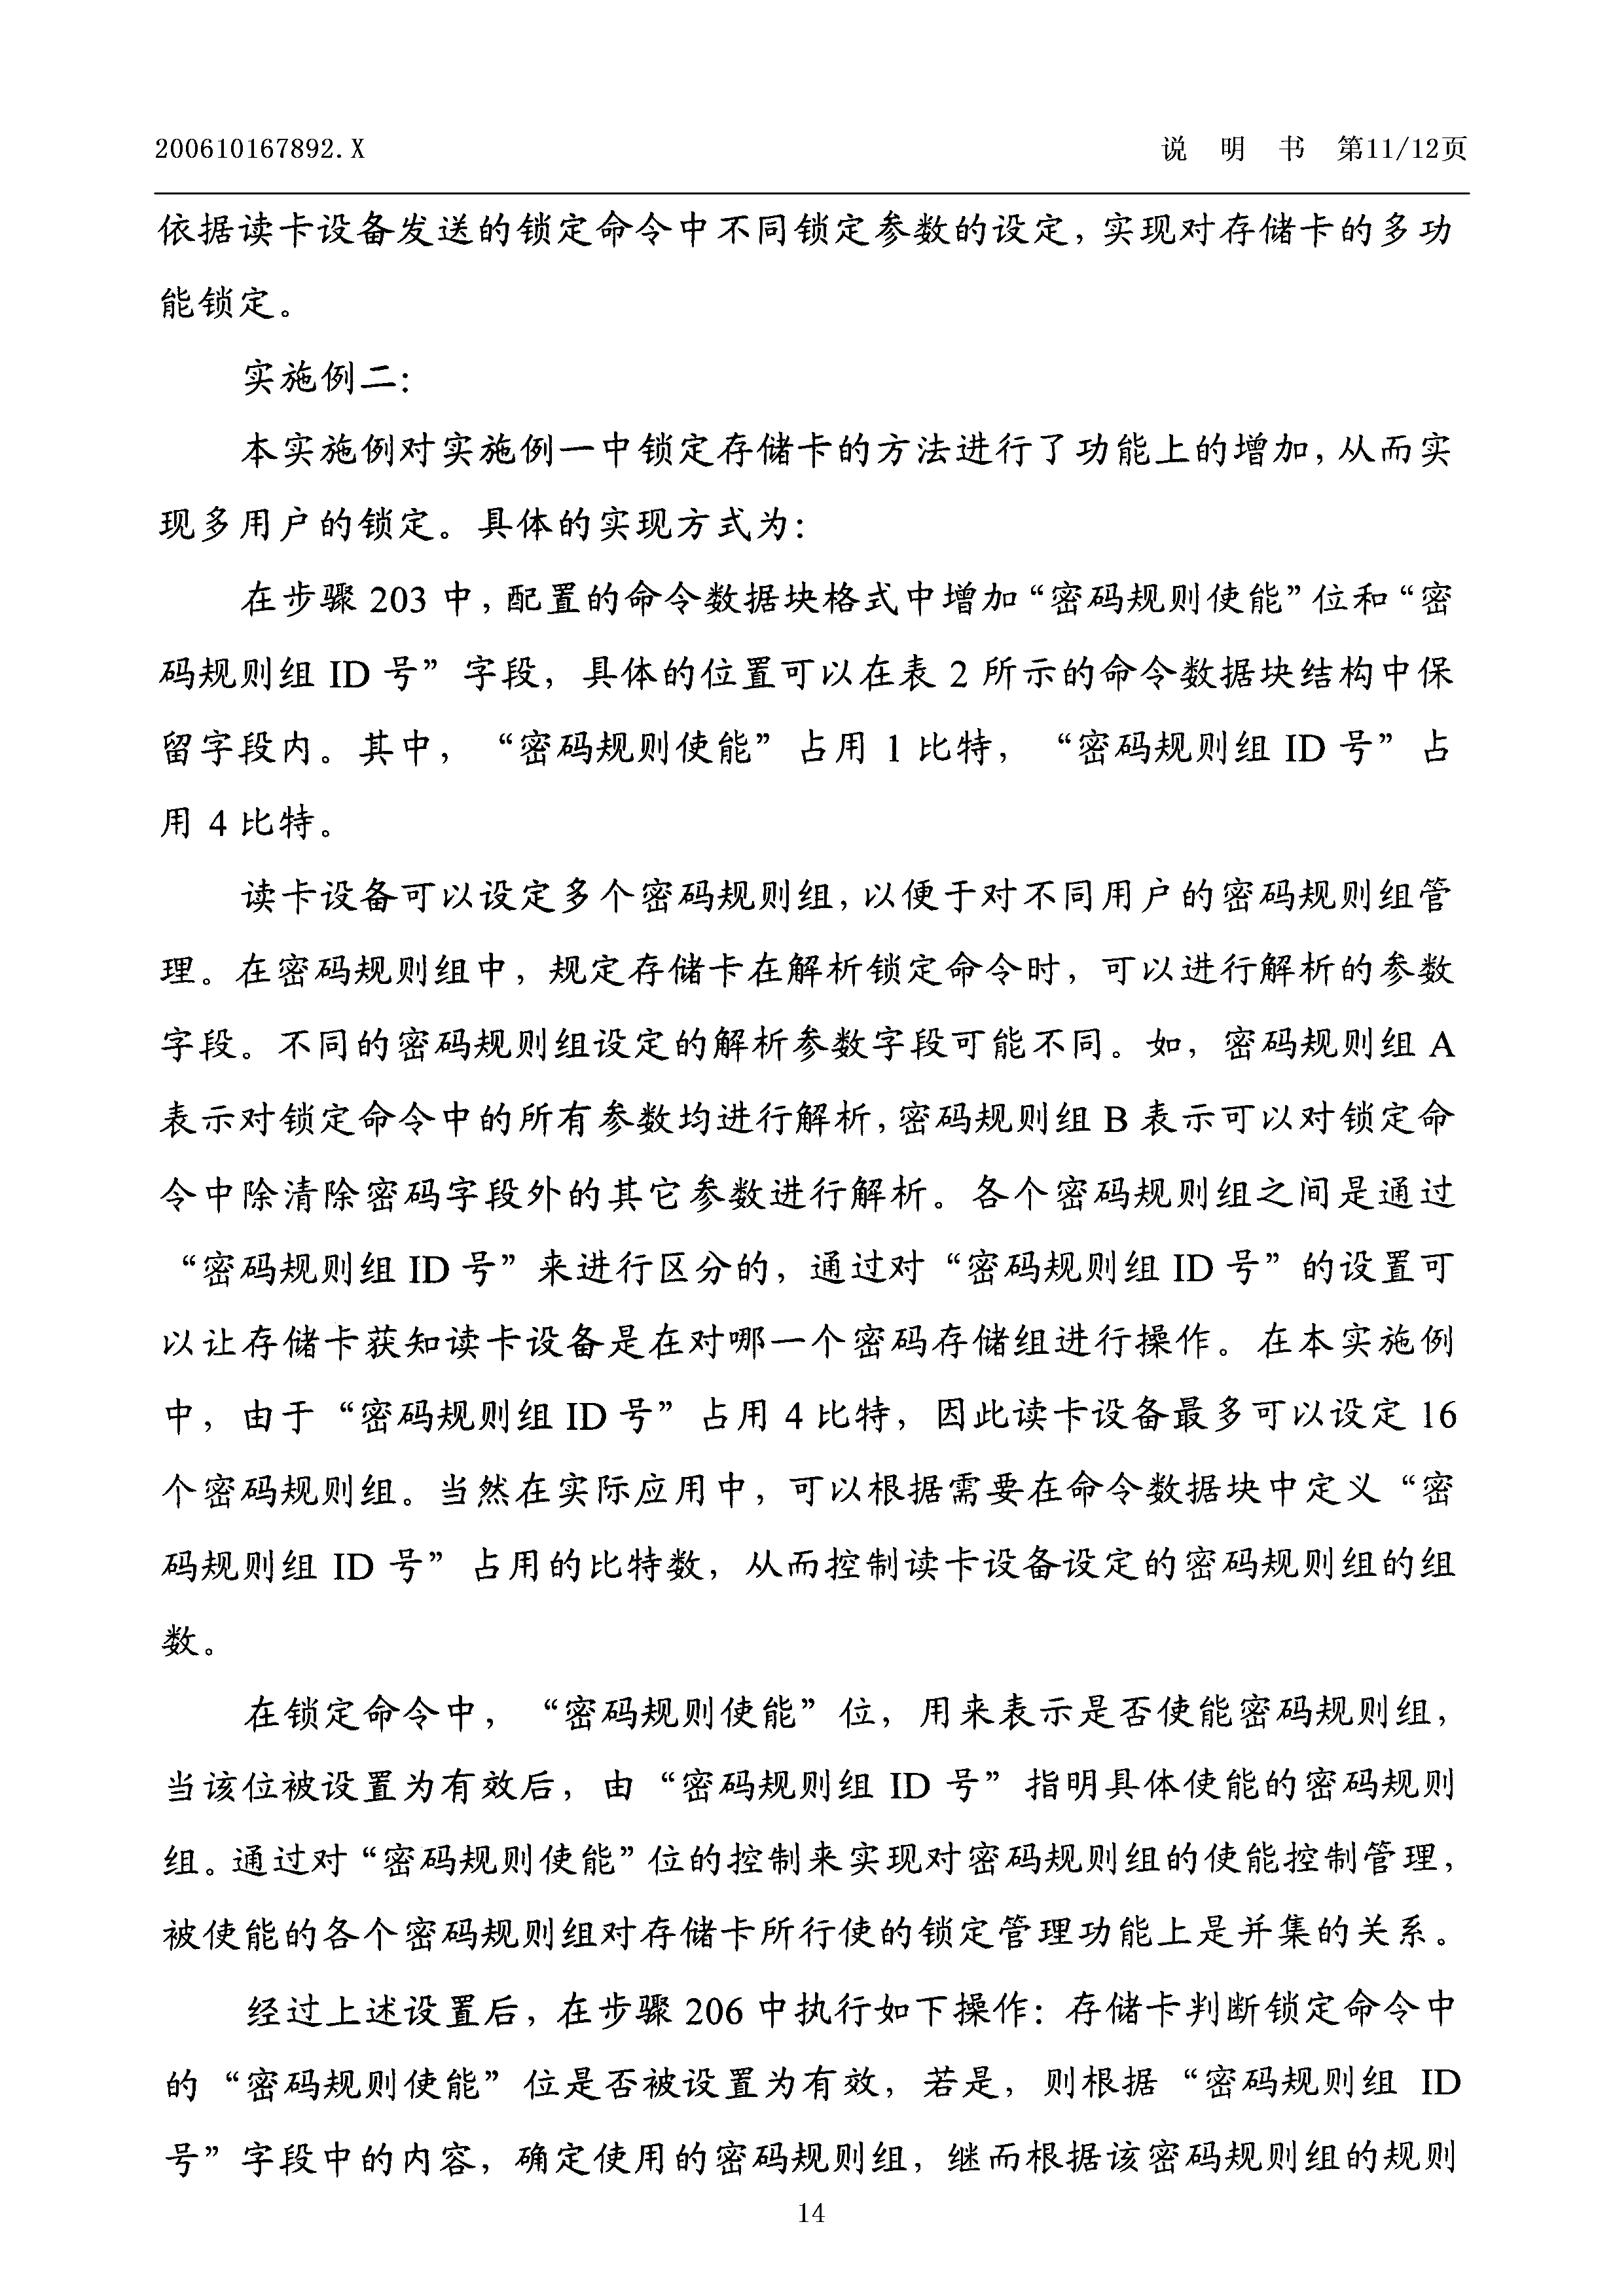 200610167892.X
说 明 书 第11/12页
依据读卡设备发送的锁定命令中不同锁定参数的设定，实现对存储卡的多功
能锁定。
实施例二：
本实施例对实施例一中锁定存储卡的方法进行了功能上的增加，从而实
现多用户的锁定。具体的实现方式为：
在步骤 203 中，配置的命令数据块格式中增加“密码规则使能”位和“密
码规则组 ID 号”字段，具体的位置可以在表 2 所示的命令数据块结构中保
留字段内。其中，“密码规则使能”占用 1 比特，“密码规则组 ID 号”占
用 4 比特。
读卡设备可以设定多个密码规则组，以便于对不同用户的密码规则组管
理。在密码规则组中，规定存储卡在解析锁定命令时，可以进行解析的参数
字段。不同的密码规则组设定的解析参数字段可能不同。如，密码规则组 A
表示对锁定命令中的所有参数均进行解析，密码规则组 B 表示可以对锁定命
令中除清除密码字段外的其它参数进行解析。各个密码规则组之间是通过
“密码规则组 ID 号”来进行区分的，通过对“密码规则组 ID 号”的设置可
以让存储卡获知读卡设备是在对哪一个密码存储组进行操作。在本实施例
中，由于“密码规则组 ID 号”占用 4 比特，因此读卡设备最多可以设定 16
个密码规则组。当然在实际应用中，可以根据需要在命令数据块中定义“密
码规则组 ID 号”占用的比特数，从而控制读卡设备设定的密码规则组的组
数。
在锁定命令中，“密码规则使能”位，用来表示是否使能密码规则组，
当该位被设置为有效后，由“密码规则组 ID 号”指明具体使能的密码规则
组。通过对“密码规则使能”位的控制来实现对密码规则组的使能控制管理，
被使能的各个密码规则组对存储卡所行使的锁定管理功能上是并集的关系。
经过上述设置后，在步骤 206 中执行如下操作：存储卡判断锁定命令中
的“密码规则使能”位是否被设置为有效，若是，则根据“密码规则组 ID
号”字段中的内容，确定使用的密码规则组，继而根据该密码规则组的规则
14